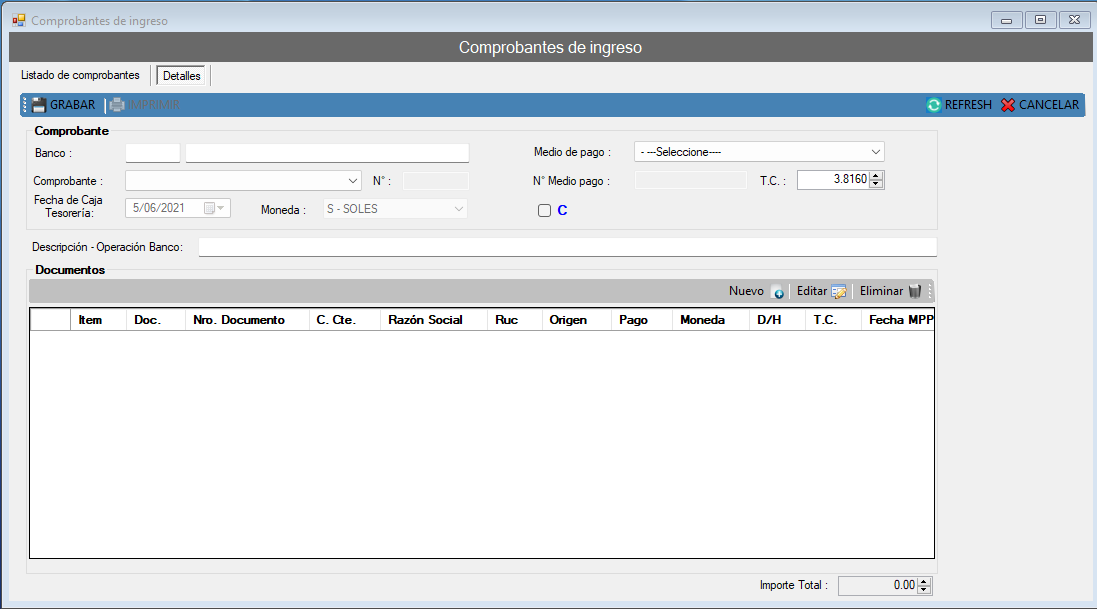 Comprobantes de ingreso
Comprobantes de ingreso
Listado de comprobantes Detalles
GRABAR IMPRIMIR REFRESH CANCELAR
Comprobante
Banco : Medio de pago : - ---Seleccione----
Comprobante : N° : N° Medio pago : T.C. : 3.8160
Fecha de Caja
Tesorería: 5/06/2021 Moneda : S - SOLES C
Descripción - Operación Banco:
Documentos
Nuevo Editar Eliminar
Item Doc. Nro. Documento C. Cte. Razón Social Ruc Origen Pago Moneda D/H T.C. Fecha MPP
Importe Total : 0.00